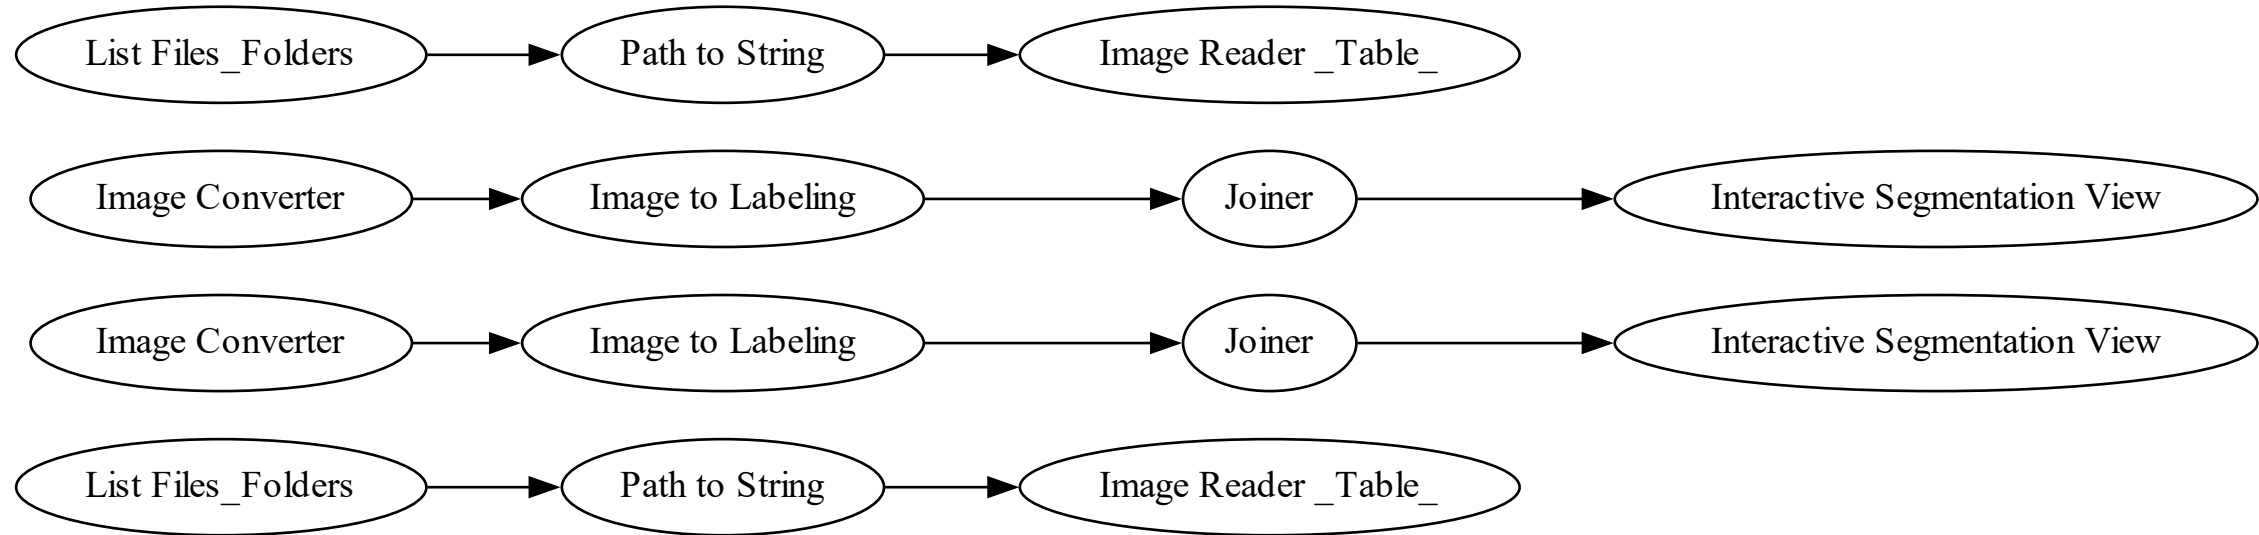 List Files_Folders Path to String Image Reader _Table_
Image Converter Image to Labeling Joiner Interactive Segmentation View
Image Converter Image to Labeling Joiner Interactive Segmentation View
List Files_Folders Path to String Image Reader _Table_